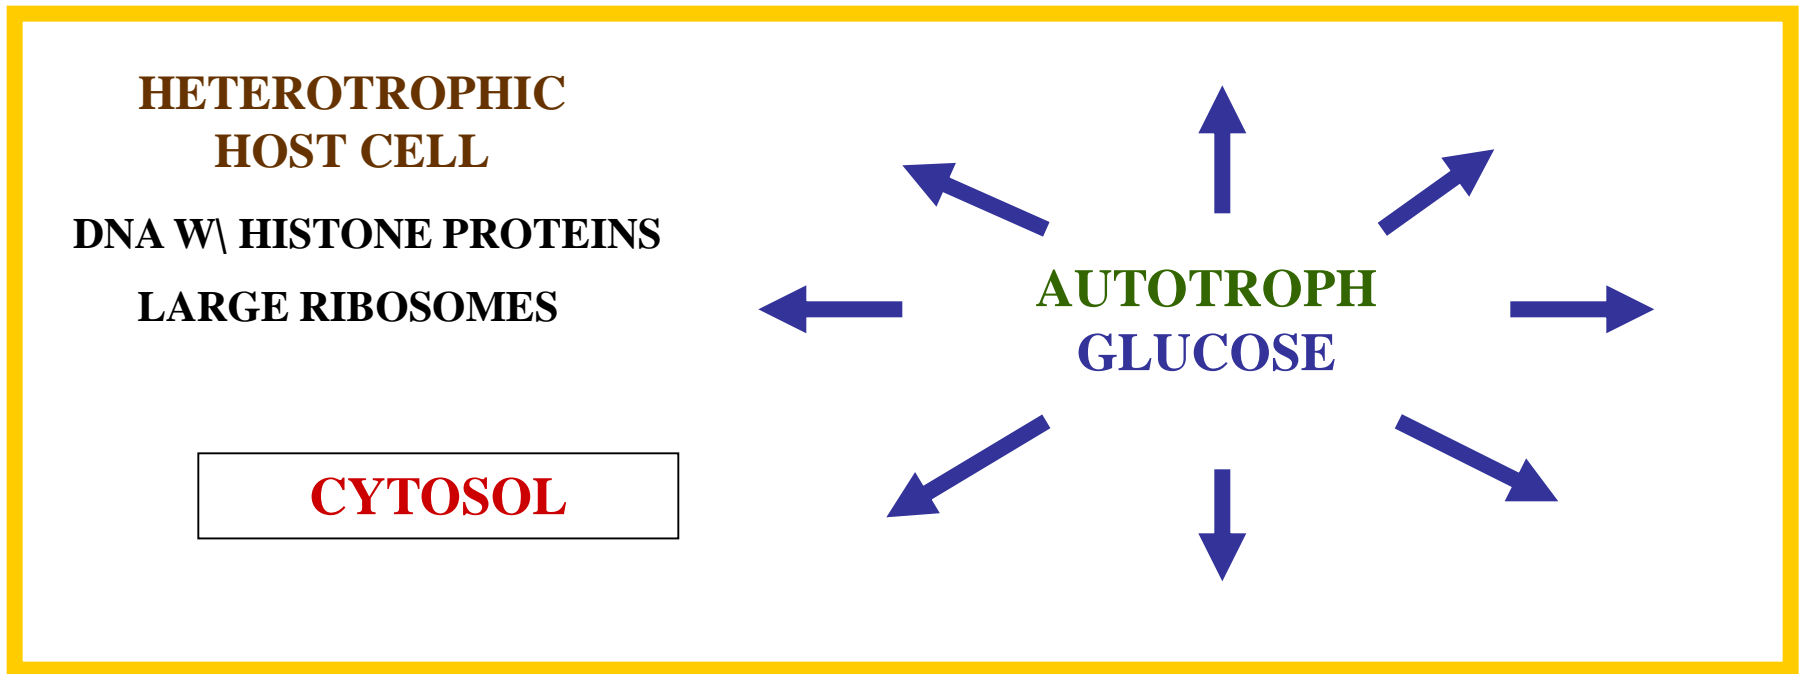 HETEROTROPHIC
HOST CELL
DNA W\ HISTONE PROTEINS
LARGE RIBOSOMES
CYTOSOL
AUTOTROPH
GLUCOSE